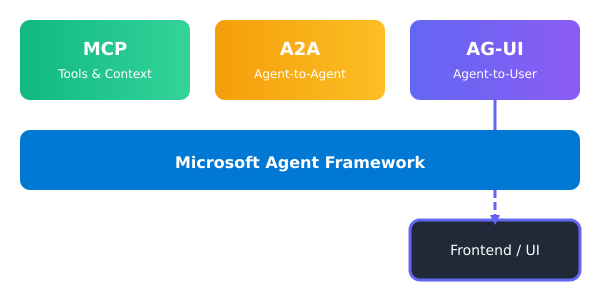 MCP
Tools & Context
A2A
Agent-to-Agent
AG-UI
Agent-to-User
Microsoft Agent Framework
Frontend / UI